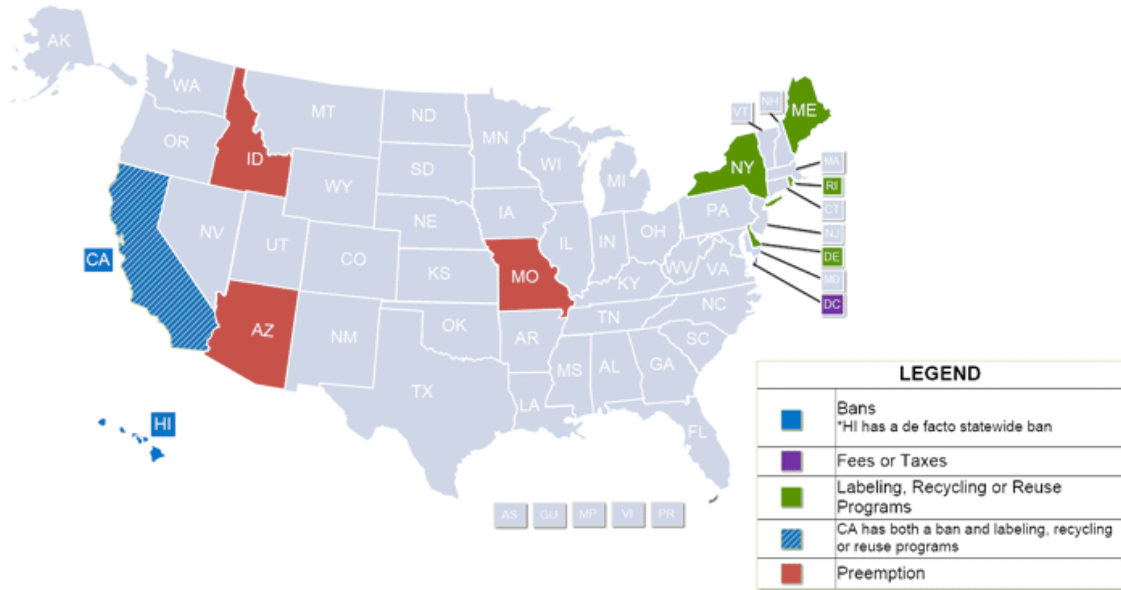 AK
WA
MT
ND
MN
VT
NH
ME
OR
ID
SD
WI
MI
NY
MA
RI
WY
CT
NV
NE
IA
PA
NJ
UT
CO
IL
IN
OH
DE
CA
KS
MO
WV
VA
MD
KY
DC
AZ
NM
OK
AR
TN
NC
SC
TX
MS
AL
GA
LA
HI
FL
AS
GU
MP
VI
PR
LEGEND
Bans
*HI has a de facto statewide ban
Fees or Taxes
Labeling, Recycling or Reuse
Programs
CA has both a ban and labeling, recycling
or reuse programs
Preemption